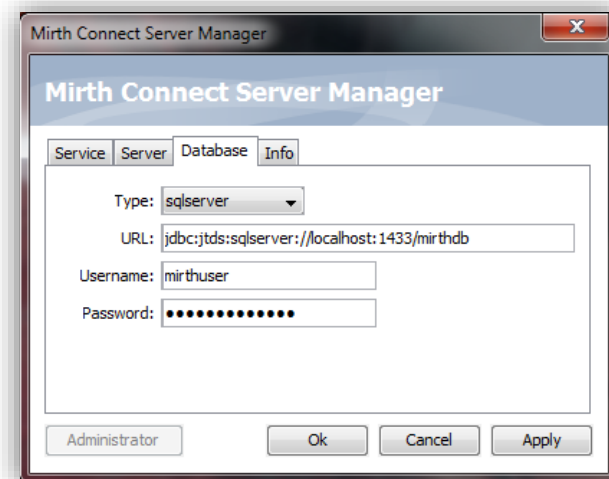 Mirth Connect Server Manager
Mirth Connect Server Manager
Service Server Database Info
Type: sqlserver
URL: jdbc:jtds:sqlserver://localhost:1433/mirthdb
Username: mirthuser
Password: •••••••••••••
Administrator Ok Cancel Apply